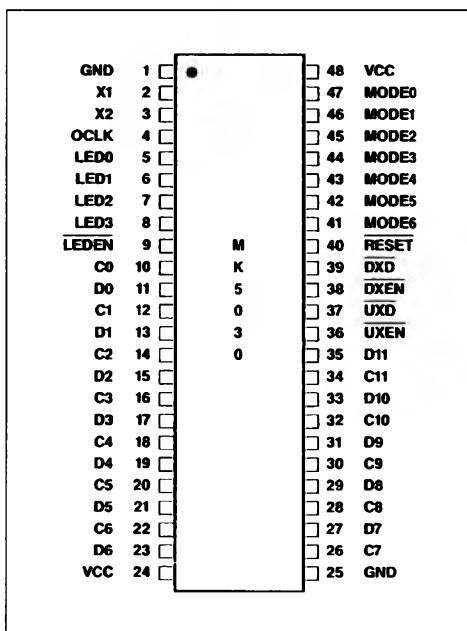 GND 1 48 VCC
X1 2 47 MODE0
X2 3 46 MODE1
OCLK 4 45 MODE2
LED0 5 44 MODE3
LED1 6 43 MODE4
LED2 7 42 MODE5
LED3 8 41 MODE6
LEDEN 9 M 40 RESET
C0 10 K 39 DXD
D0 11 5 38 DXEN
C1 12 0 37 UXD
D1 13 3 36 UXEN
C2 14 0 35 D11
D2 15 34 C11
C3 16 33 D10
D3 17 32 C10
C4 18 31 D9
D4 19 30 C9
C5 20 29 D8
D5 21 28 C8
C6 22 27 D7
D6 23 26 C7
VCC 24 25 GND